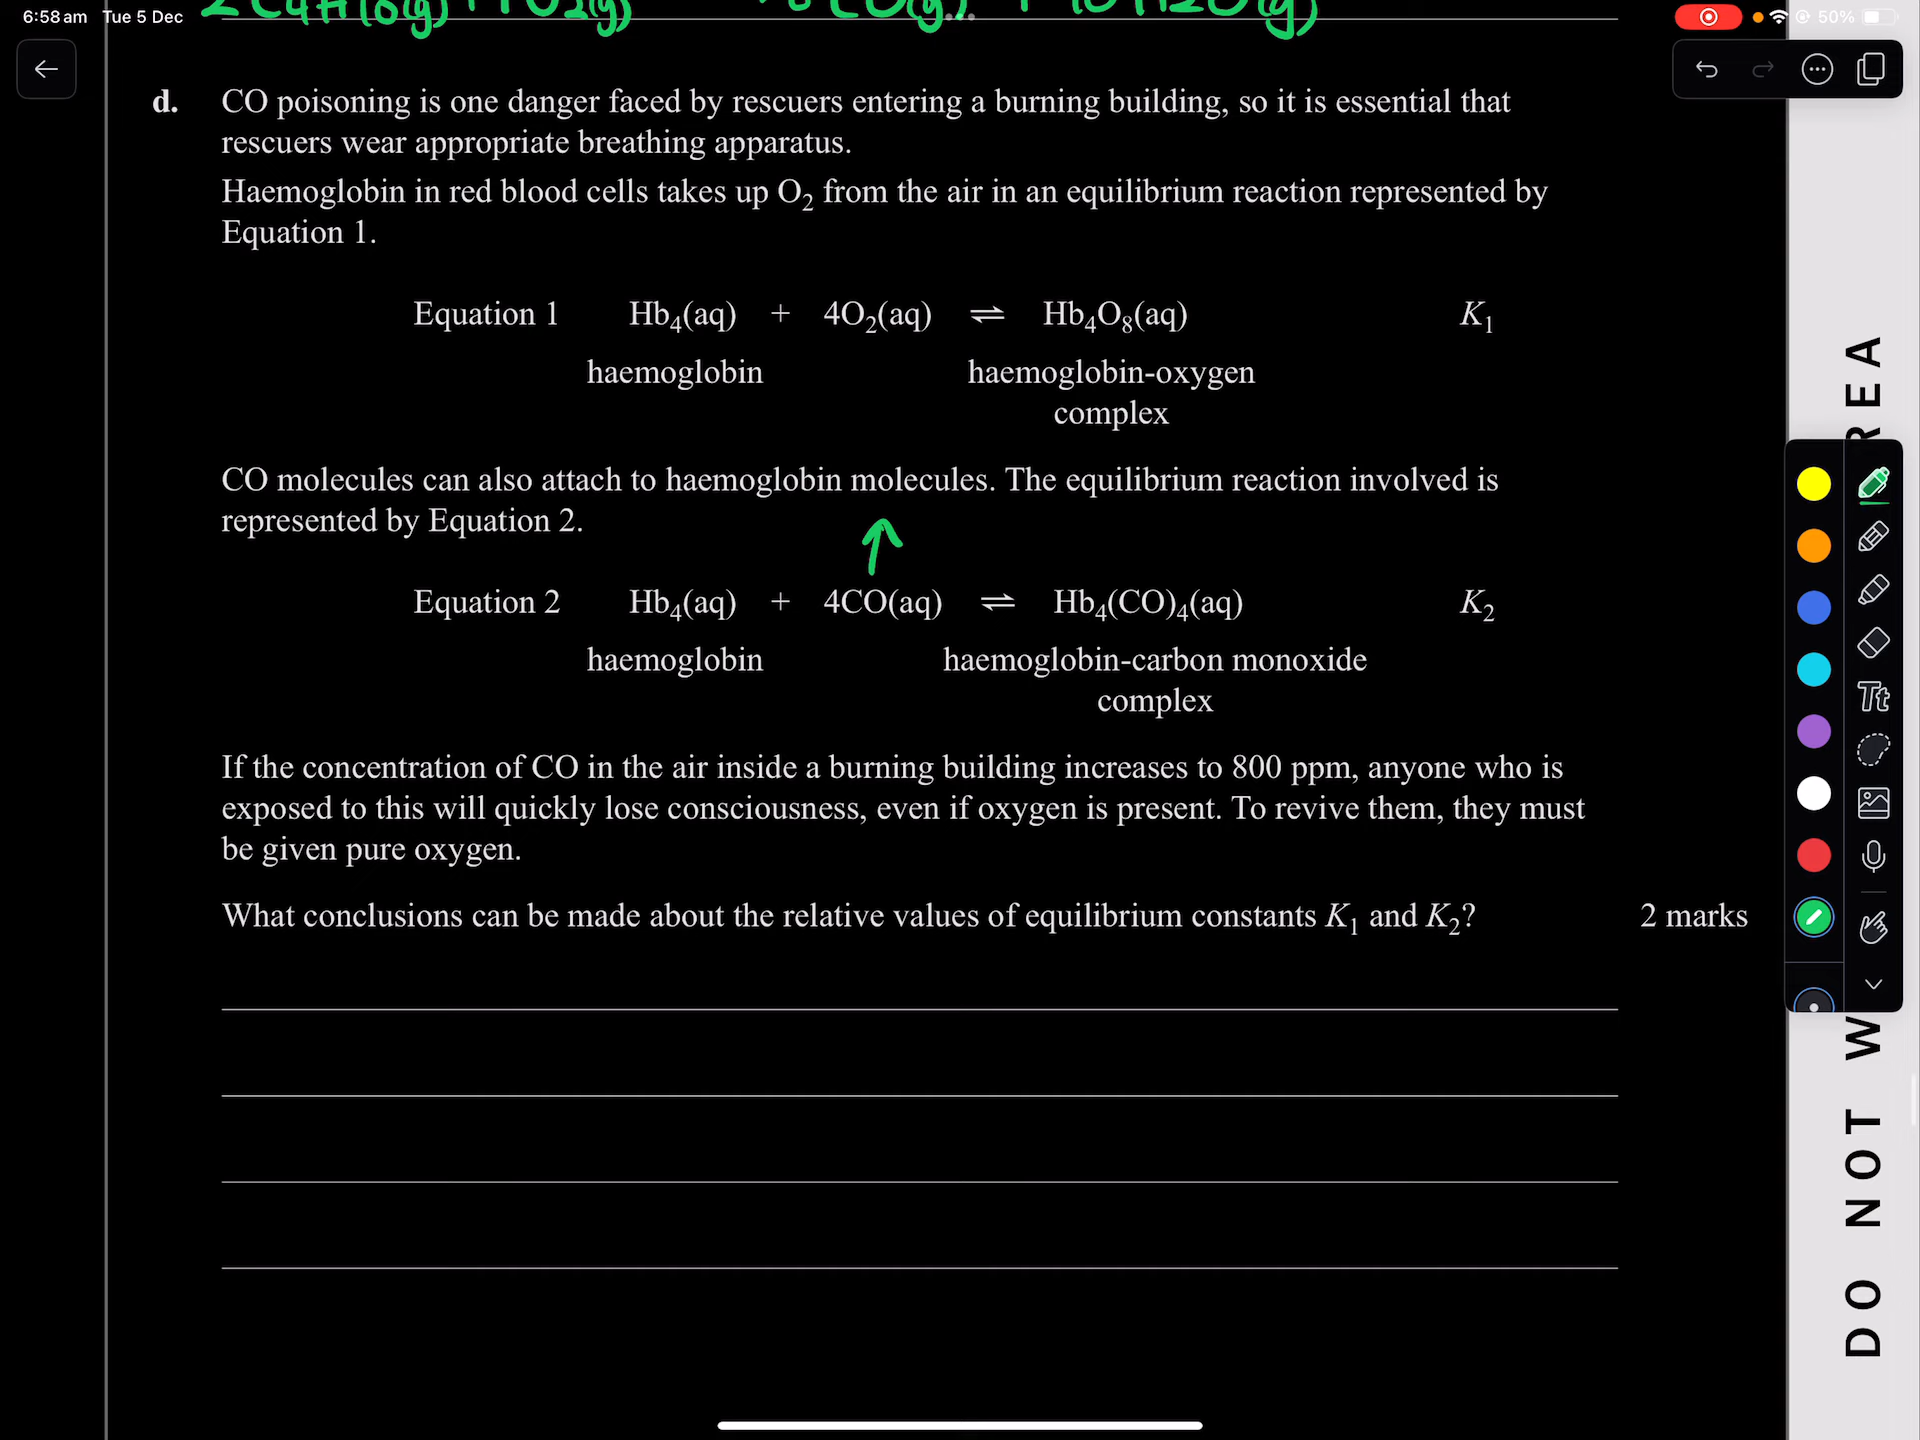 6:58 am Tue 5 Dec
50%
2C4H10(g) + O2(g) 8CO(g) + 10H2O(g)
d. CO poisoning is one danger faced by rescuers entering a burning building, so it is essential that
rescuers wear appropriate breathing apparatus.
Haemoglobin in red blood cells takes up O₂ from the air in an equilibrium reaction represented by
Equation 1.
Equation 1 Hb₄(aq) + 4O₂(aq) ⇌ Hb₄O₈(aq) K₁
haemoglobin haemoglobin-oxygen
complex
CO molecules can also attach to haemoglobin molecules. The equilibrium reaction involved is
represented by Equation 2.
Equation 2 Hb₄(aq) + 4CO(aq) ⇌ Hb₄(CO)₄(aq) K₂
haemoglobin haemoglobin-carbon monoxide
complex
If the concentration of CO in the air inside a burning building increases to 800 ppm, anyone who is
exposed to this will quickly lose consciousness, even if oxygen is present. To revive them, they must
be given pure oxygen.
What conclusions can be made about the relative values of equilibrium constants K₁ and K₂? 2 marks
Tt
DO NOT W REA